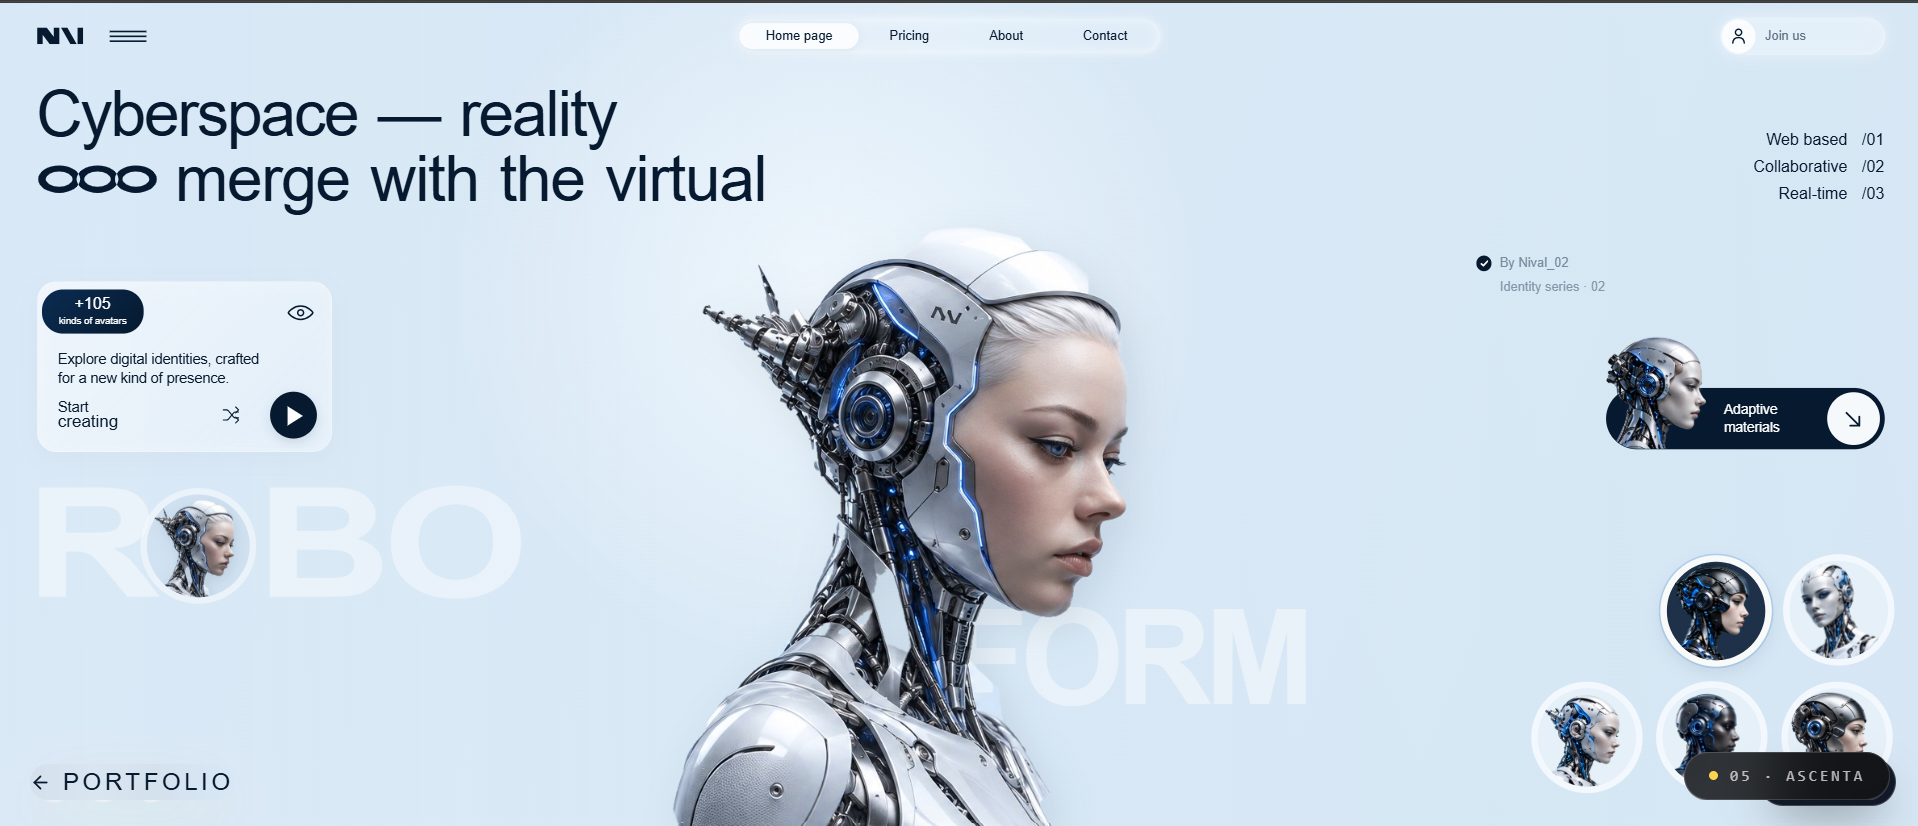 NVI
Home page
Pricing
About
Contact
Join us
Cyberspace — reality
merge with the virtual
Web based /01
Collaborative /02
Real-time /03
By Nival_02
Identity series · 02
+105
kinds of avatars
Explore digital identities, crafted
for a new kind of presence.
Start
creating
NV
Adaptive
materials
ROBO
FORM
← PORTFOLIO
05 · ASCENTA